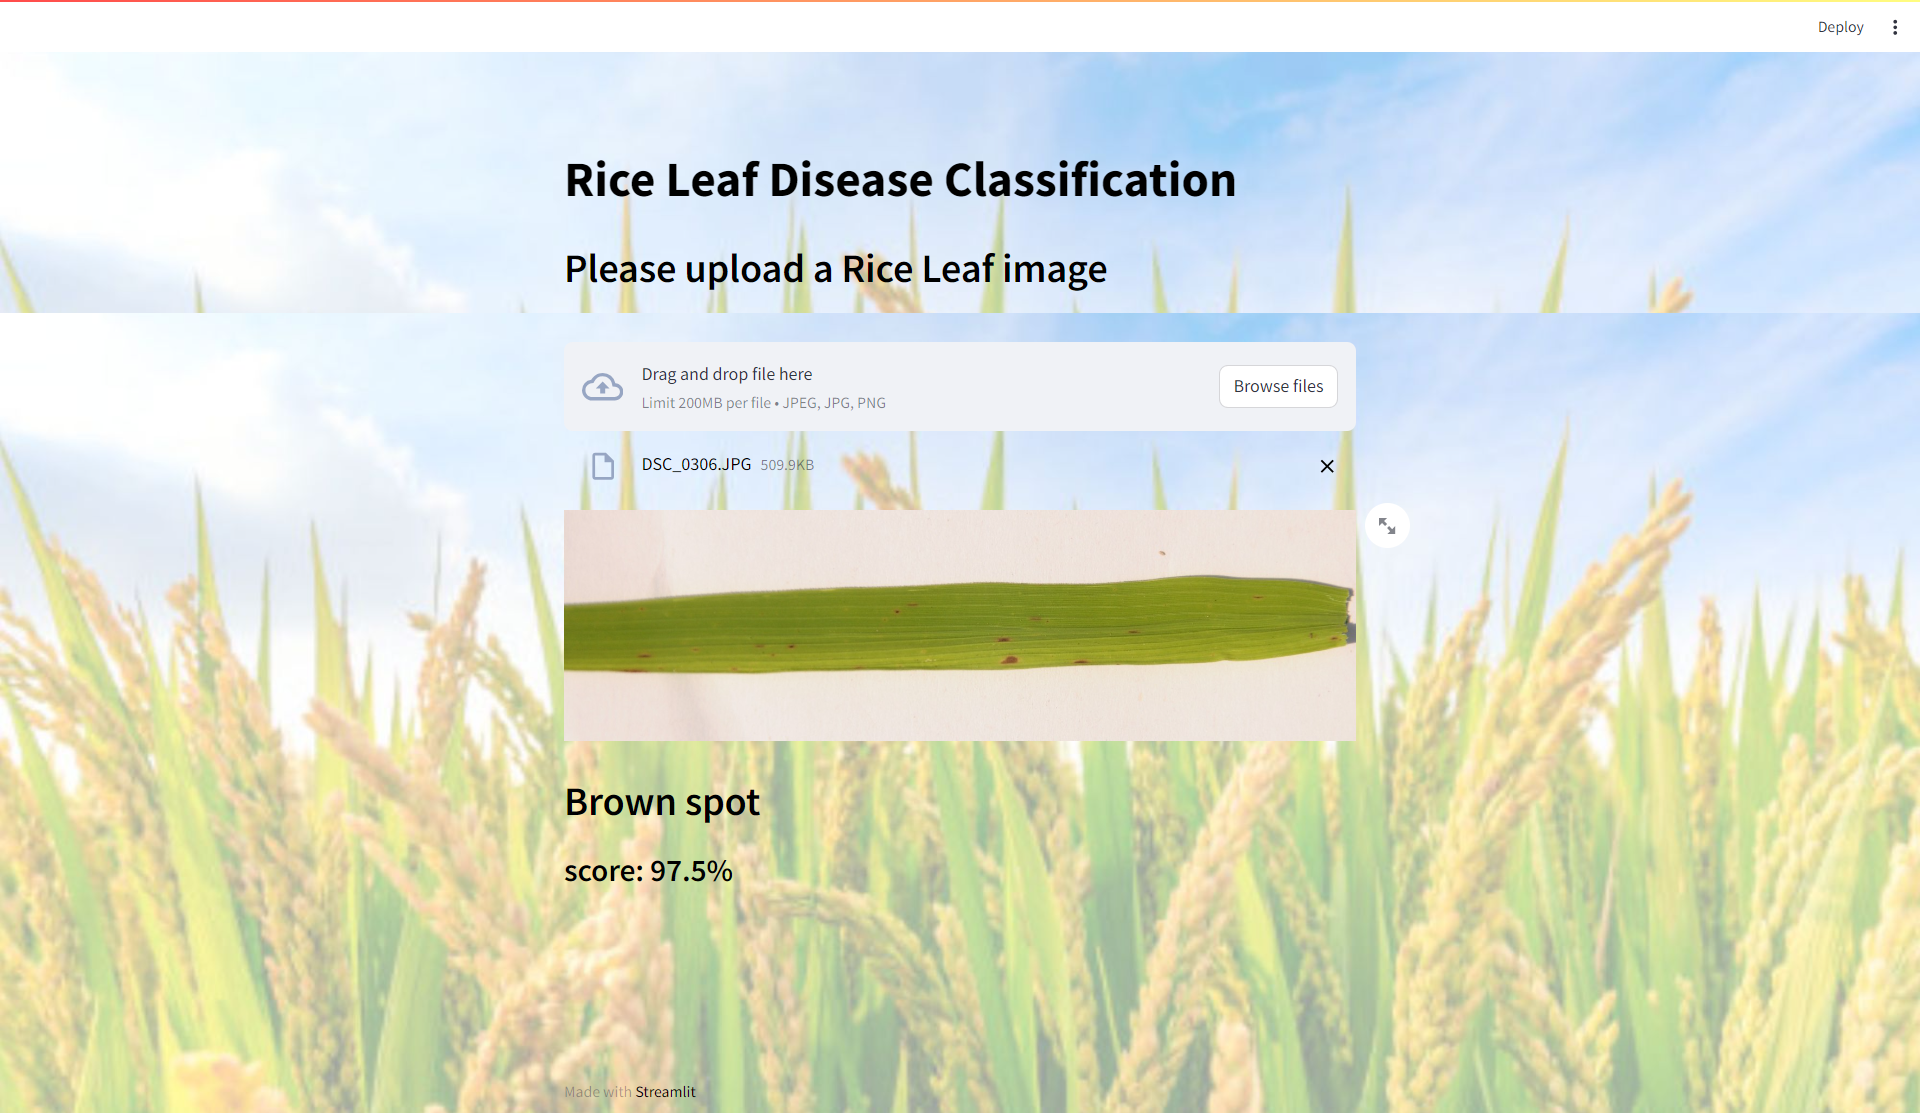 Deploy
Rice Leaf Disease Classification
Please upload a Rice Leaf image
Drag and drop file here
Limit 200MB per file • JPEG, JPG, PNG
Browse files
DSC_0306.JPG 509.9KB
Brown spot
score: 97.5%
Made with Streamlit